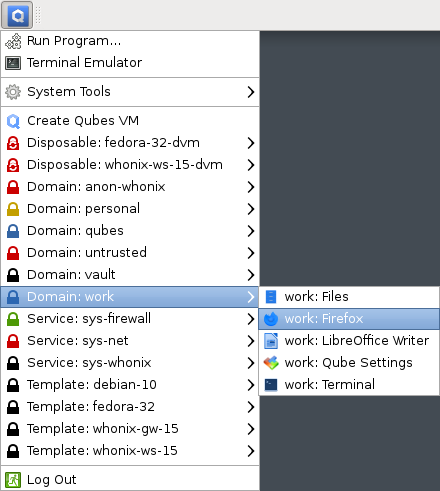 Run Program...
Terminal Emulator
System Tools
Create Qubes VM
Disposable: fedora-32-dvm
Disposable: whonix-ws-15-dvm
Domain: anon-whonix
Domain: personal
Domain: qubes
Domain: untrusted
Domain: vault
Domain: work
Service: sys-firewall
Service: sys-net
Service: sys-whonix
Template: debian-10
Template: fedora-32
Template: whonix-gw-15
Template: whonix-ws-15
Log Out
work: Files
work: Firefox
work: LibreOffice Writer
work: Qube Settings
work: Terminal